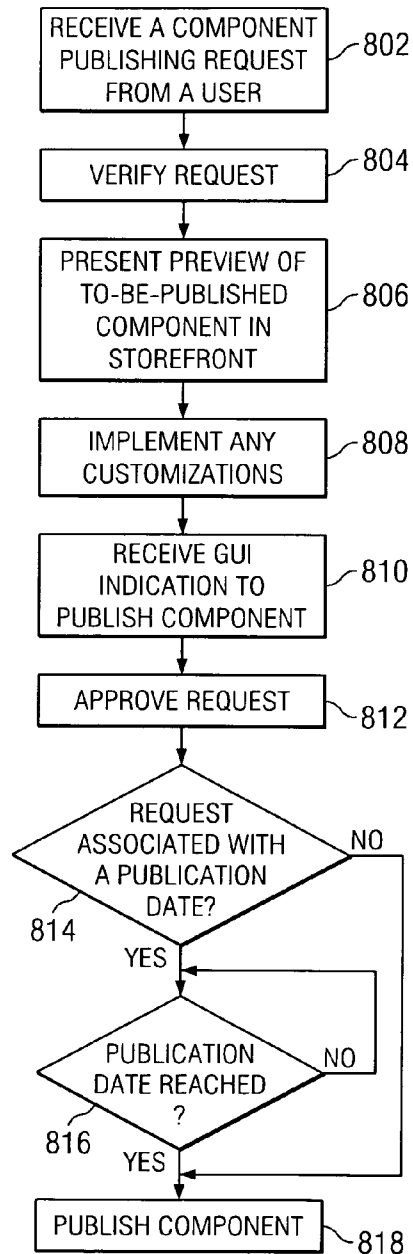 RECEIVE A COMPONENT
PUBLISHING REQUEST
FROM A USER
802
VERIFY REQUEST
804
PRESENT PREVIEW OF
TO-BE-PUBLISHED
COMPONENT IN
STOREFRONT
806
IMPLEMENT ANY
CUSTOMIZATIONS
808
RECEIVE GUI
INDICATION TO
PUBLISH COMPONENT
810
APPROVE REQUEST
812
REQUEST
ASSOCIATED WITH
A PUBLICATION
DATE?
NO
814
YES
PUBLICATION
DATE REACHED
?
NO
816
YES
PUBLISH COMPONENT
818